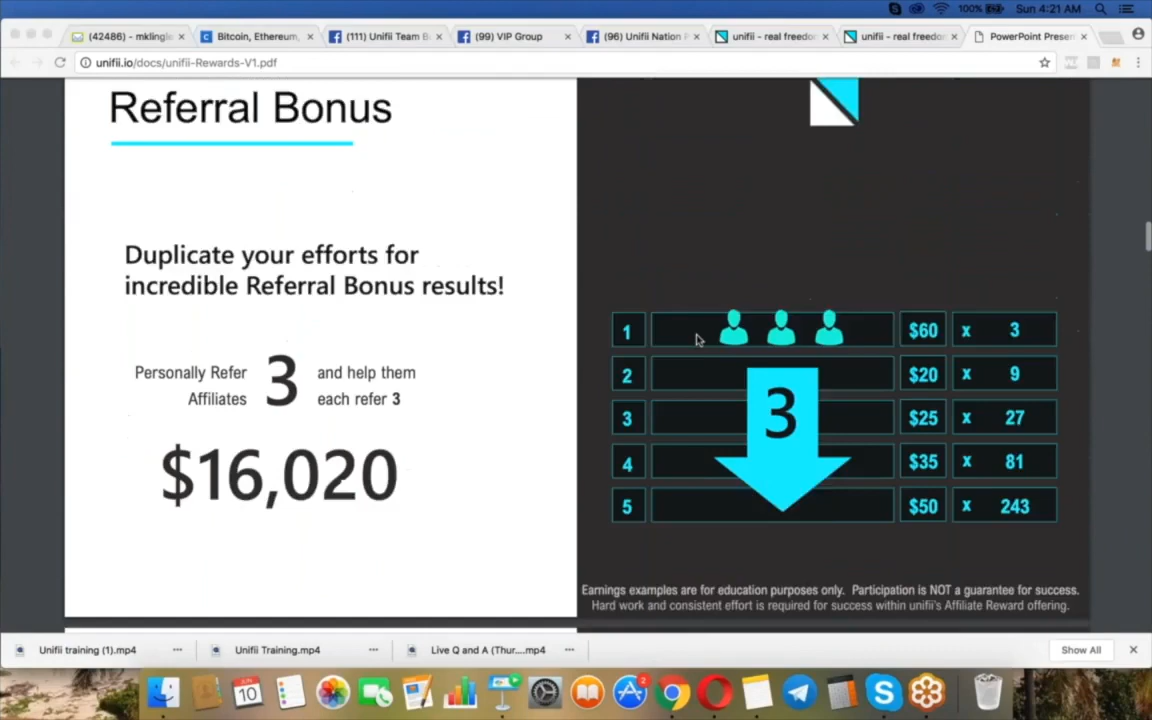 100%
Sun 4:21 AM
(42486) - mkling
Bitcoin, Ethereum,
(111) Unifii Team B
(99) VIP Group
(96) Unifii Nation
unifii - real freedo
unifii - real freedo
PowerPoint Presen
unifii.io/docs/unifii-Rewards-V1.pdf
Referral Bonus
Duplicate your efforts for
incredible Referral Bonus results!
Personally Refer
Affiliates
3
and help them
each refer 3
$16,020
1 $60 x 3
2 $20 x 9
3 $25 x 27
4 $35 x 81
5 $50 x 243
3
Earnings examples are for education purposes only. Participation is NOT a guarantee for success.
Hard work and consistent effort is required for success within unifii's Affiliate Reward offering.
Unifii training (1).mp4
Unifii Training.mp4
Live Q and A (Thur....mp4
Show All
JUN
10
2